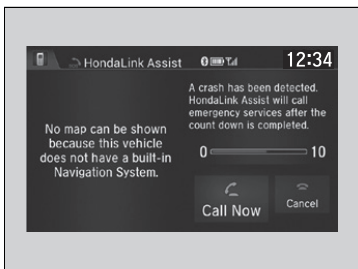 HondaLink Assist
12:34
No map can be shown
because this vehicle
does not have a built-in
Navigation System.
A crash has been detected.
HondaLink Assist will call
emergency services after the
count down is completed.
0 10
Call Now
Cancel